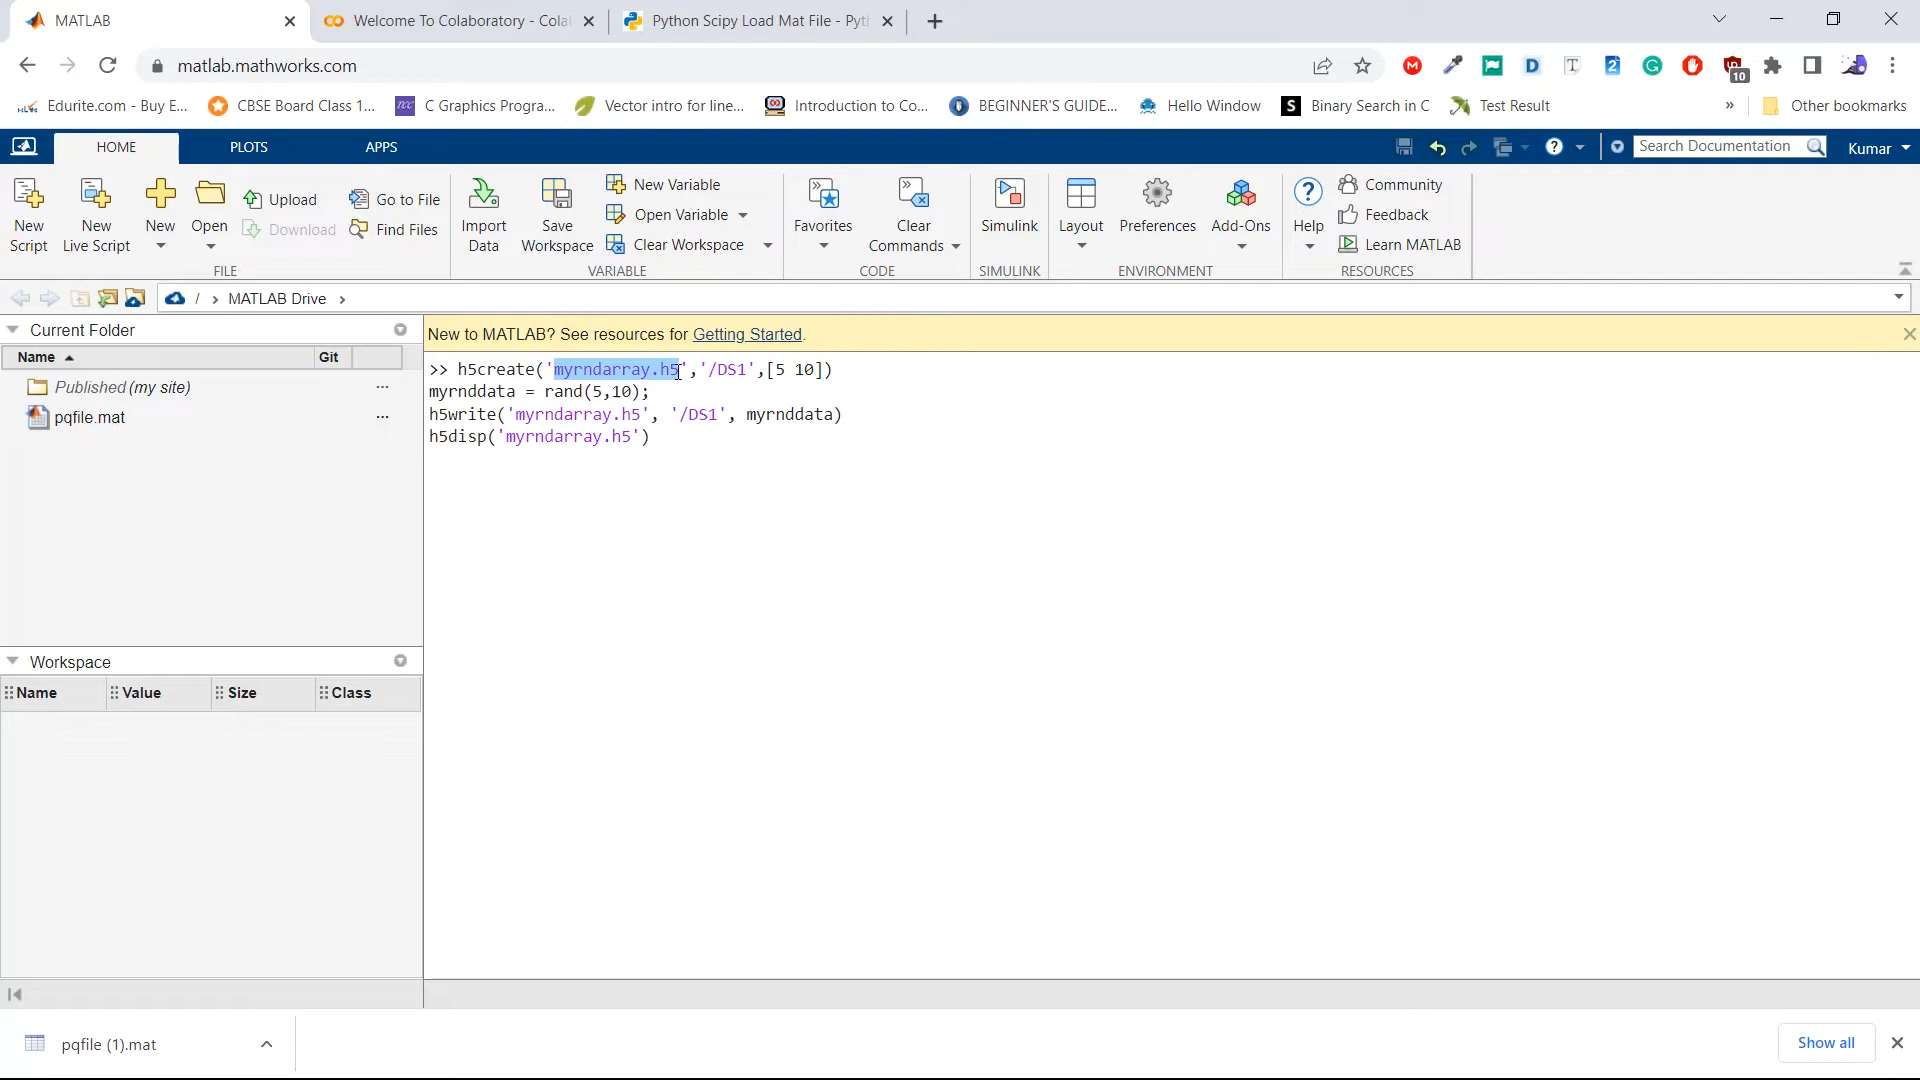 MATLAB
Welcome To Colaboratory - Cola
Python Scipy Load Mat File - Pyt
matlab.mathworks.com
10
Edurite.com - Buy E...
CBSE Board Class 1...
C Graphics Progra...
Vector intro for line...
Introduction to Co...
BEGINNER'S GUIDE...
Hello Window
Binary Search in C
Test Result
»
Other bookmarks
HOME
PLOTS
APPS
Search Documentation
Kumar
New Script
New Live Script
New
Open
Upload
Download
Go to File
Find Files
FILE
Import Data
Save Workspace
New Variable
Open Variable
Clear Workspace
VARIABLE
Favorites
Clear Commands
CODE
Simulink
SIMULINK
Layout
Preferences
Add-Ons
ENVIRONMENT
Help
Community
Feedback
Learn MATLAB
RESOURCES
/ › MATLAB Drive ›
Current Folder
Name
Git
Published (my site)
...
pqfile.mat
...
Workspace
Name
Value
Size
Class
New to MATLAB? See resources for Getting Started.
>> h5create('myrndarray.h5','/DS1',[5 10])
myrnddata = rand(5,10);
h5write('myrndarray.h5', '/DS1', myrnddata)
h5disp('myrndarray.h5')
pqfile (1).mat
Show all